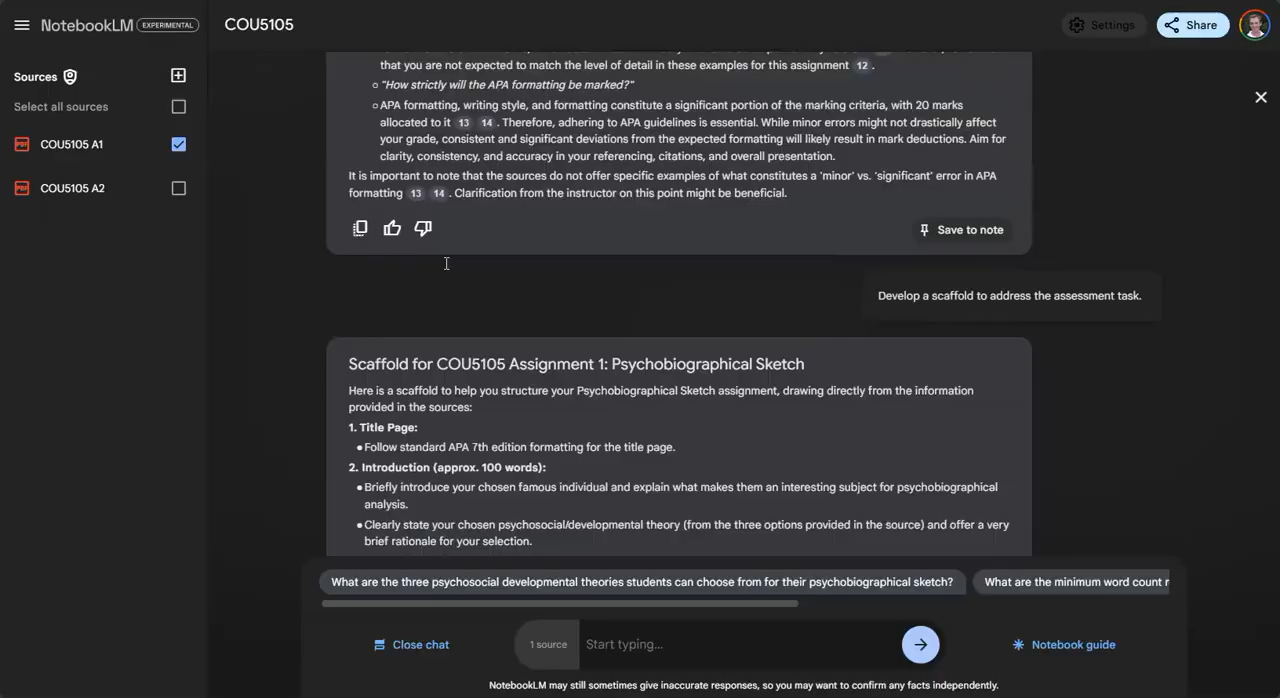 NotebookLM EXPERIMENTAL
COU5105
Settings
Share
Sources
Select all sources
PDF COU5105 A1
PDF COU5105 A2
that you are not expected to match the level of detail in these examples for this assignment 12 .
"How strictly will the APA formatting be marked?"
APA formatting, writing style, and formatting constitute a significant portion of the marking criteria, with 20 marks
allocated to it 13 14 . Therefore, adhering to APA guidelines is essential. While minor errors might not drastically affect
your grade, consistent and significant deviations from the expected formatting will likely result in mark deductions. Aim for
clarity, consistency, and accuracy in your referencing, citations, and overall presentation.
It is important to note that the sources do not offer specific examples of what constitutes a 'minor' vs. 'significant' error in APA
formatting 13 14 . Clarification from the instructor on this point might be beneficial.
Save to note
Develop a scaffold to address the assessment task.
Scaffold for COU5105 Assignment 1: Psychobiographical Sketch
Here is a scaffold to help you structure your Psychobiographical Sketch assignment, drawing directly from the information
provided in the sources:
1. Title Page:
Follow standard APA 7th edition formatting for the title page.
2. Introduction (approx. 100 words):
Briefly introduce your chosen famous individual and explain what makes them an interesting subject for psychobiographical
analysis.
Clearly state your chosen psychosocial/developmental theory (from the three options provided in the source) and offer a very
brief rationale for your selection.
What are the three psychosocial developmental theories students can choose from for their psychobiographical sketch?
What are the minimum word count r
Close chat
1 source
Start typing...
Notebook guide
NotebookLM may still sometimes give inaccurate responses, so you may want to confirm any facts independently.